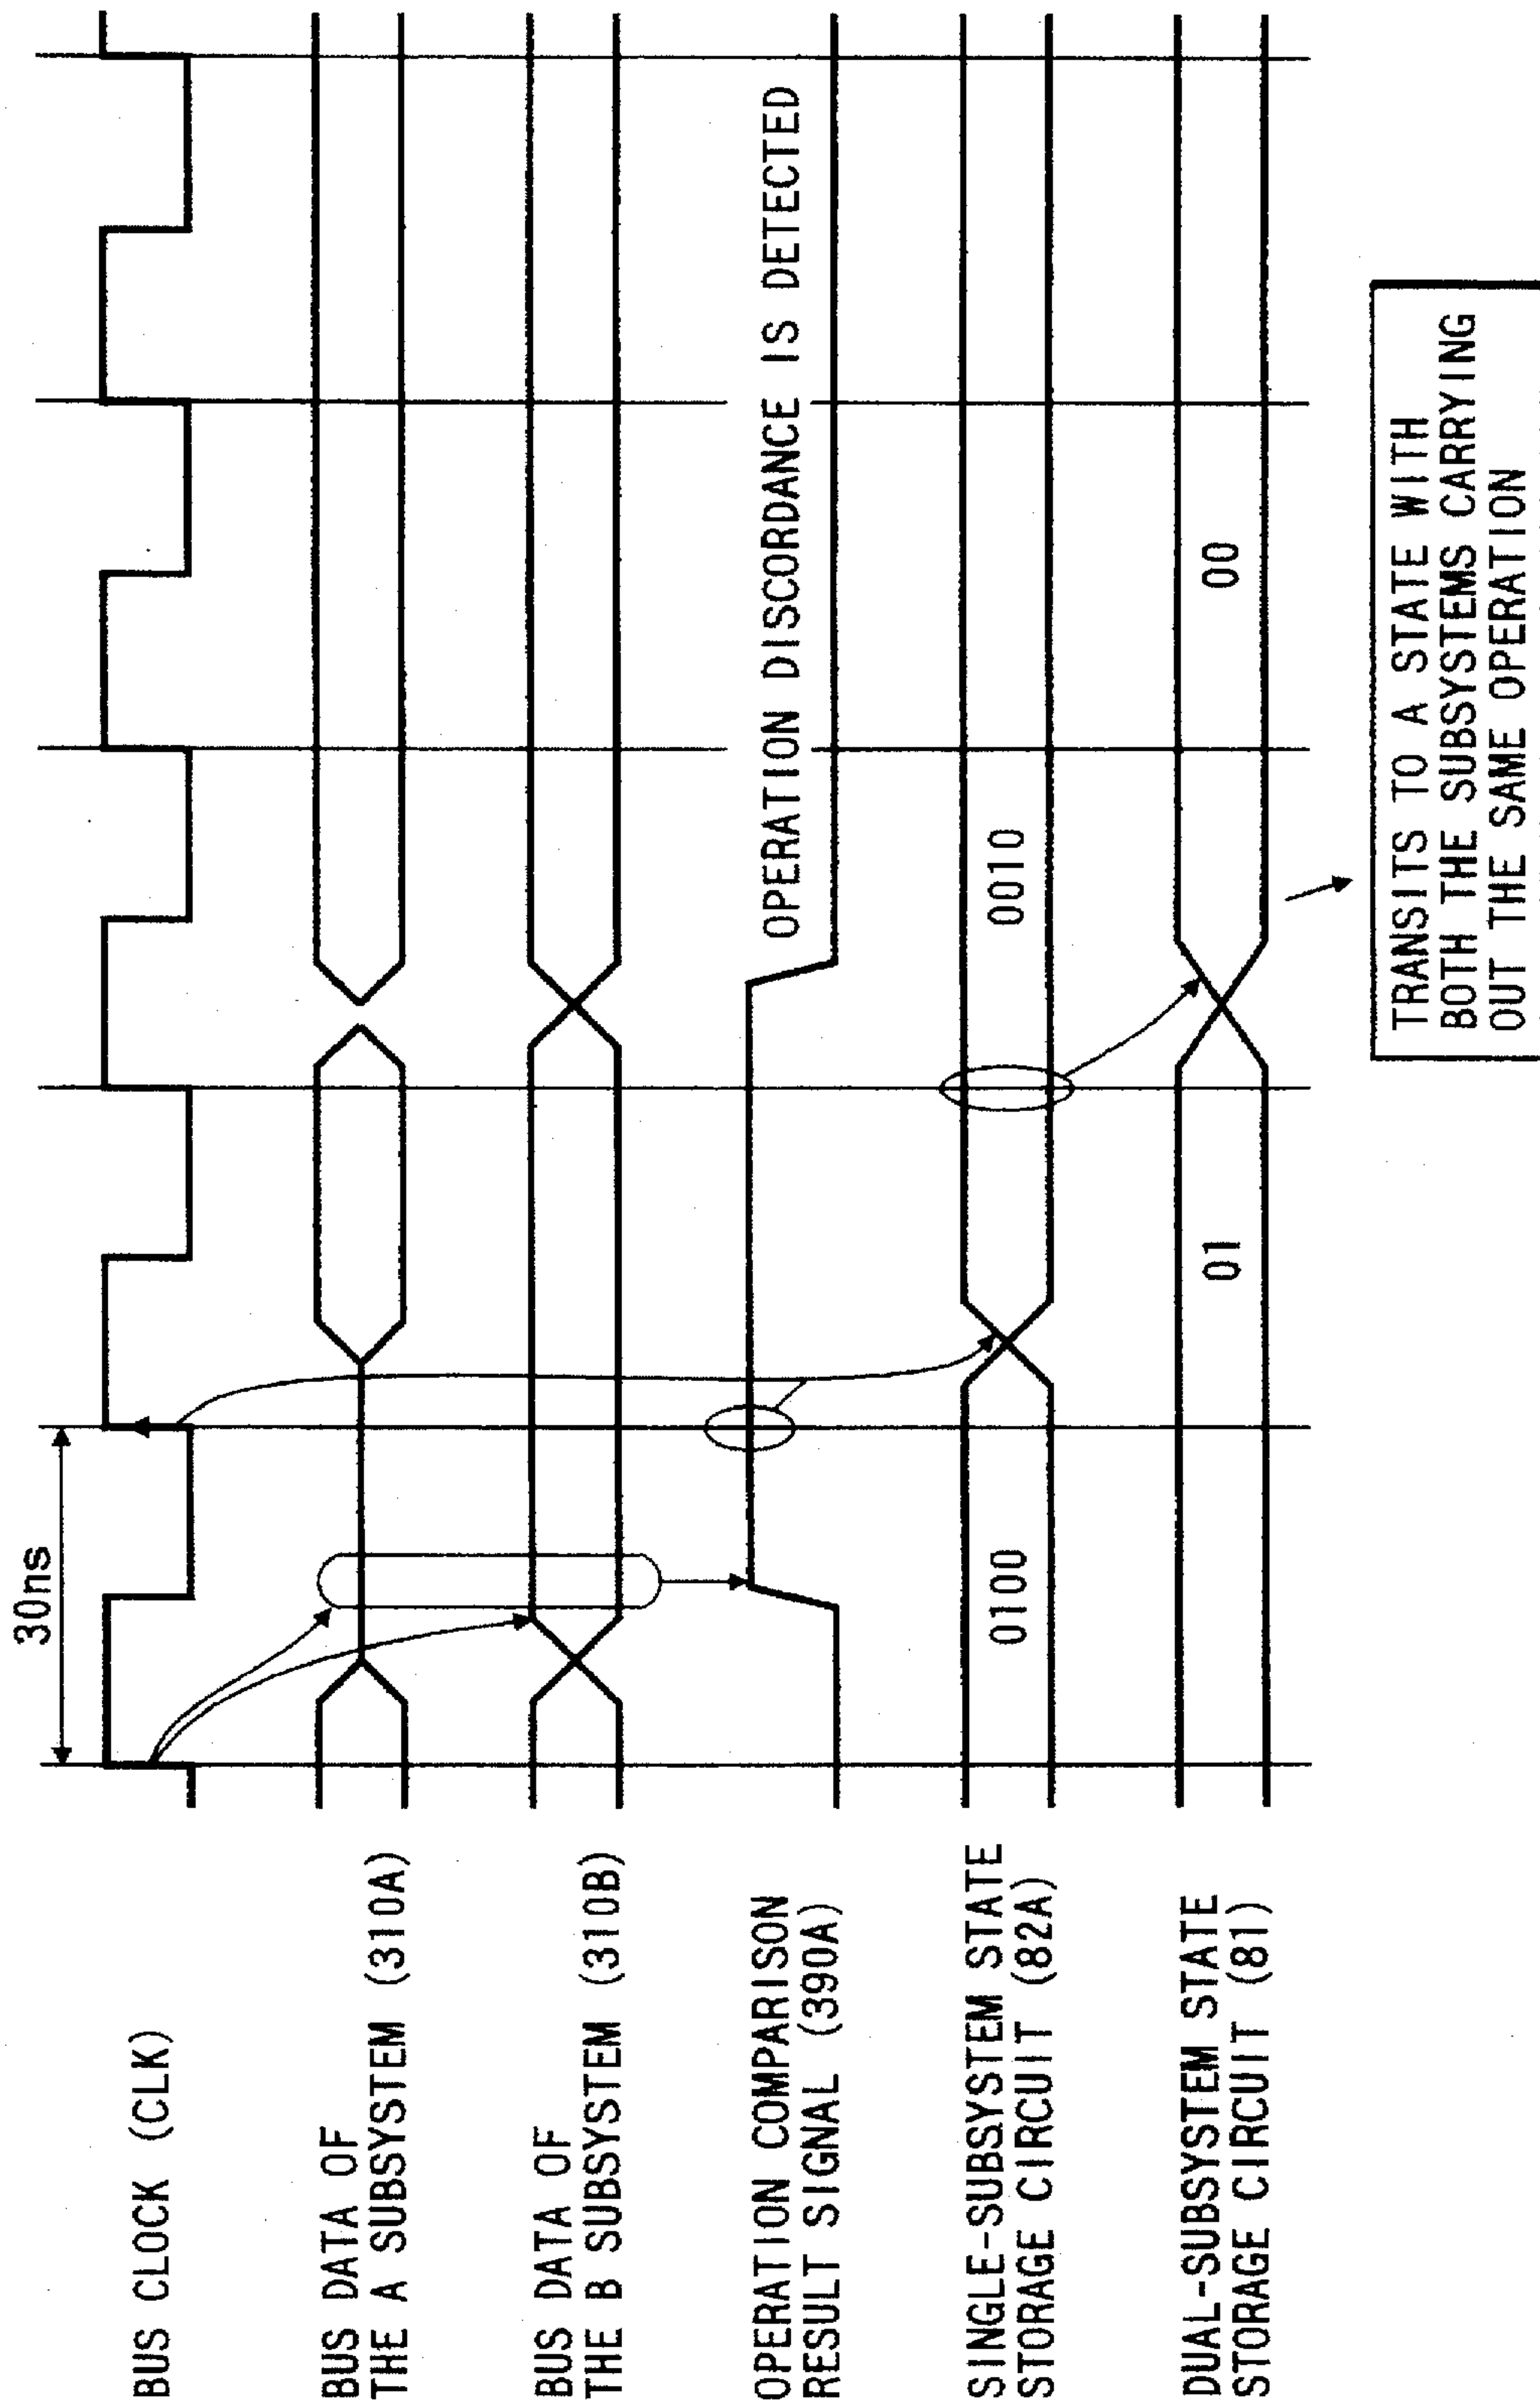 30ns
BUS CLOCK (CLK)
BUS DATA OF
THE A SUBSYSTEM (310A)
BUS DATA OF
THE B SUBSYSTEM (310B)
OPERATION COMPARISON
RESULT SIGNAL (390A)
OPERATION DISCORDANCE IS DETECTED
SINGLE-SUBSYSTEM STATE
STORAGE CIRCUIT (82A)
0100
0010
DUAL-SUBSYSTEM STATE
STORAGE CIRCUIT (81)
01
00
TRANSITS TO A STATE WITH
BOTH THE SUBSYSTEMS CARRYING
OUT THE SAME OPERATION